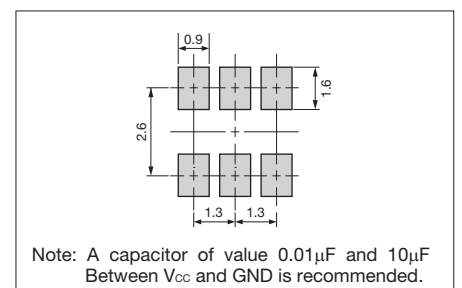 0.9
1.6
2.6
1.3 1.3
Note: A capacitor of value 0.01μF and 10μF
Between Vcc and GND is recommended.